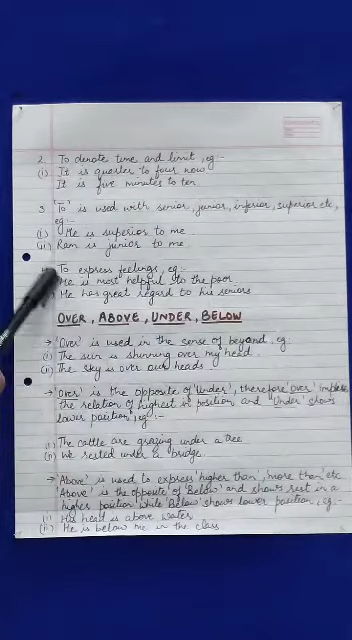 2. To denote time and limit, eg:-
(i) It is quarter to four now
It is five minutes to ten.
3. 'To' is used with senior, junior, inferior, superior etc,
eg:-
(i) He is superior to me
(ii) Ram is junior to me.
To express feelings, eg:-
He is most helpful to the poor.
He has great regard to his seniors
OVER, ABOVE, UNDER, BELOW
→ 'Over' is used in the sense of beyond, eg:
(i) The sun is shinning over my head.
(ii) The sky is over our heads.
→ 'Over' is the opposite of 'Under', therefore 'over'
the relation of highest in position and 'Under' shows
lower position', eg:-
(i) The cattle are grazing under a tree
(ii) We rested under a bridge.
→ 'Above' is used to express 'higher than', 'more than' etc.
'Above' is the opposite of 'Below' and shows rest in a
higher position while 'Below' shows lower position, eg:-
(i) His head is above water
(ii) He is below me in the class